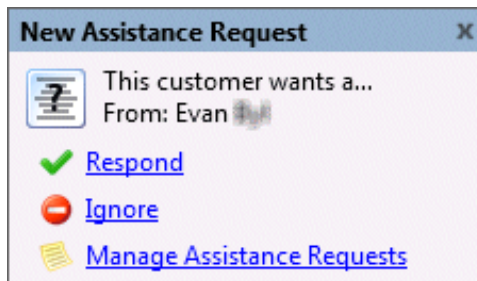 New Assistance Request x
?
This customer wants a...
From: Evan
Respond
Ignore
Manage Assistance Requests